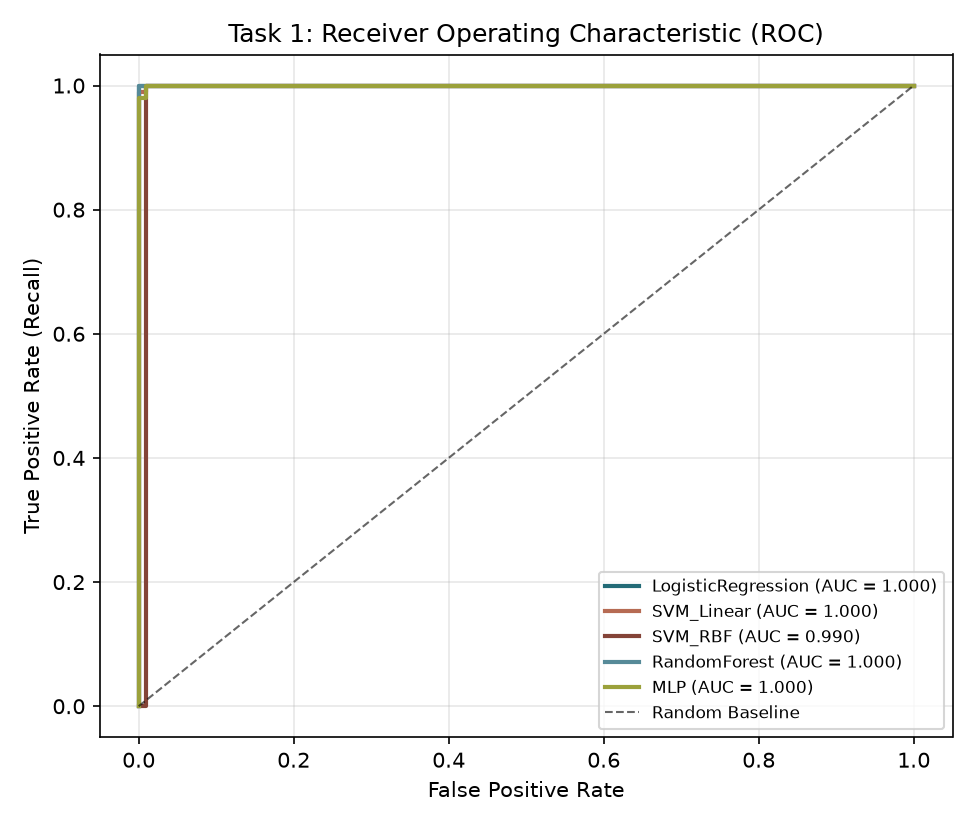 Task 1: Receiver Operating Characteristic (ROC)
True Positive Rate (Recall)
1.0
0.8
0.6
0.4
0.2
0.0
0.0 0.2 0.4 0.6 0.8 1.0
False Positive Rate
LogisticRegression (AUC = 1.000)
SVM_Linear (AUC = 1.000)
SVM_RBF (AUC = 0.990)
RandomForest (AUC = 1.000)
MLP (AUC = 1.000)
Random Baseline